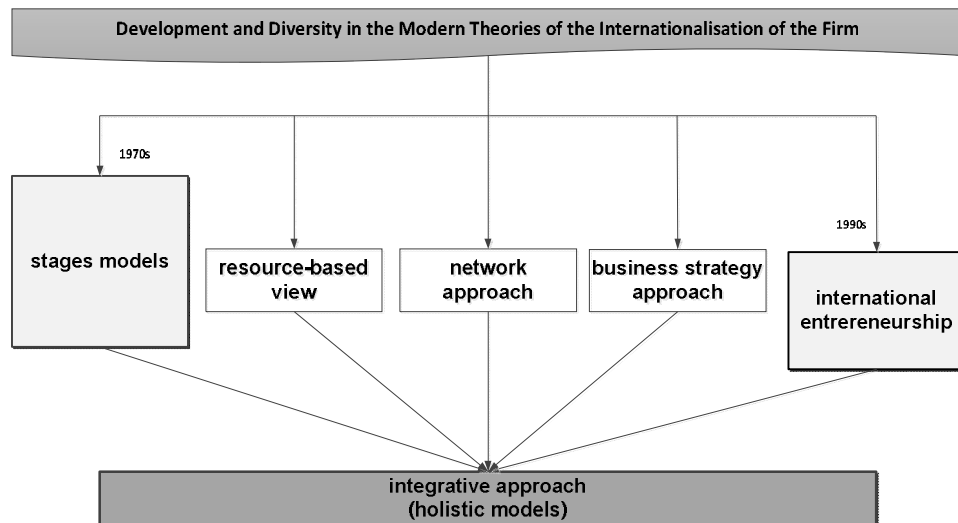 Development and Diversity in the Modern Theories of the Internationalisation of the Firm
1970s
1990s
stages models
resource-based
view
network
approach
business strategy
approach
international
entrereneurship
integrative approach
(holistic models)